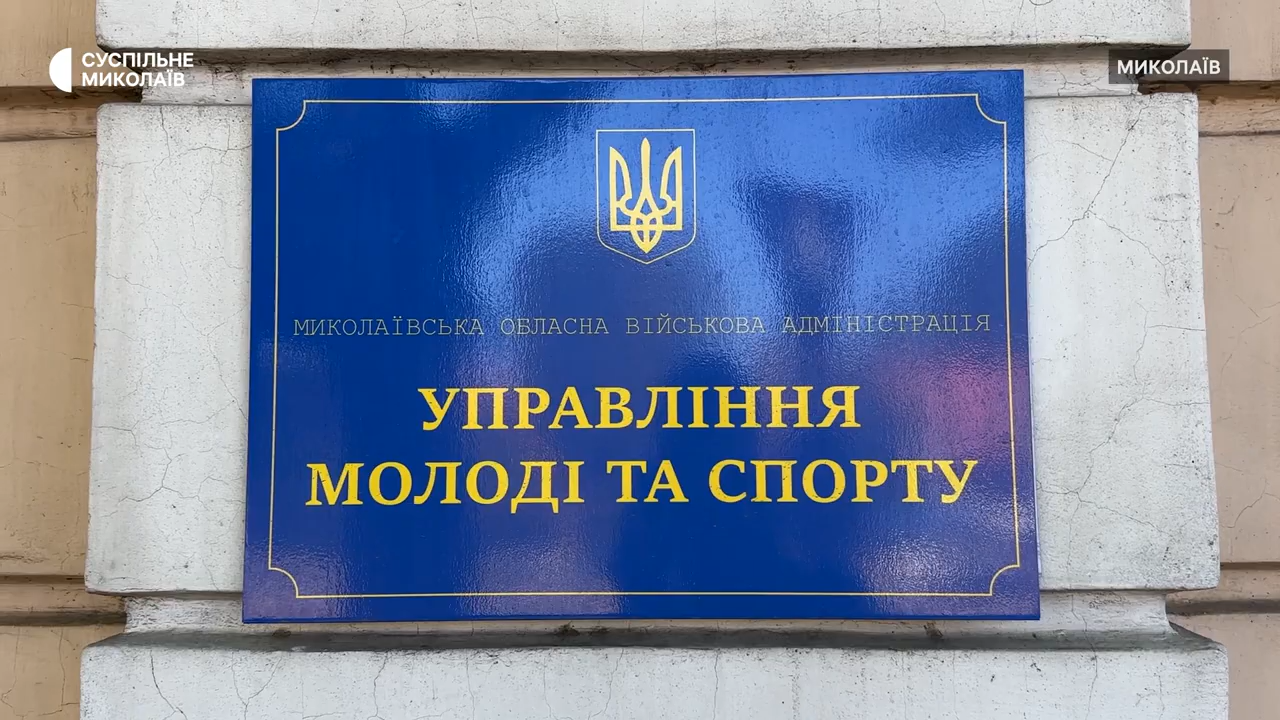 СУСПІЛЬНЕ
МИКОЛАЇВ
МИКОЛАЇВ
МИКОЛАЇВСЬКА ОБЛАСНА ВІЙСЬКОВА АДМІНІСТРАЦІЯ
УПРАВЛІННЯ
МОЛОДІ ТА СПОРТУ